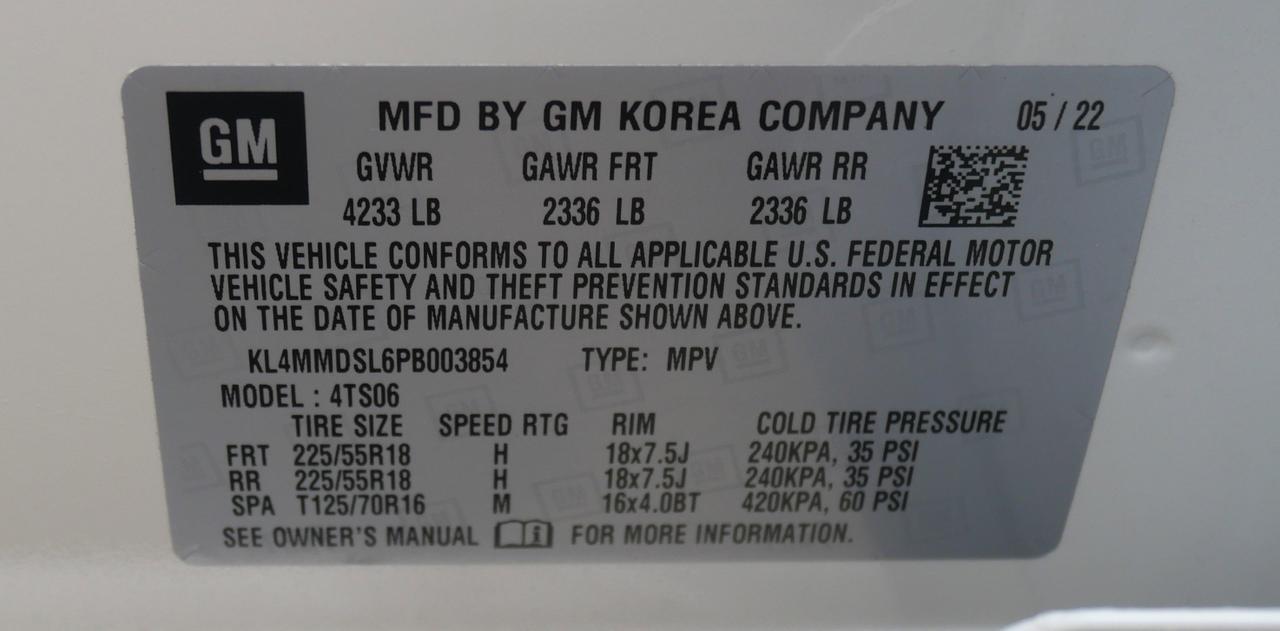 GM MFD BY GM KOREA COMPANY 05 / 22
GVWR GAWR FRT GAWR RR
4233 LB 2336 LB 2336 LB
THIS VEHICLE CONFORMS TO ALL APPLICABLE U.S. FEDERAL MOTOR
VEHICLE SAFETY AND THEFT PREVENTION STANDARDS IN EFFECT
ON THE DATE OF MANUFACTURE SHOWN ABOVE.
KL4MMDSL6PB003854 TYPE: MPV
MODEL : 4TS06
TIRE SIZE SPEED RTG RIM COLD TIRE PRESSURE
FRT 225/55R18 H 18x7.5J 240KPA, 35 PSI
RR 225/55R18 H 18x7.5J 240KPA, 35 PSI
SPA T125/70R16 M 16x4.0BT 420KPA, 60 PSI
SEE OWNER'S MANUAL i FOR MORE INFORMATION.